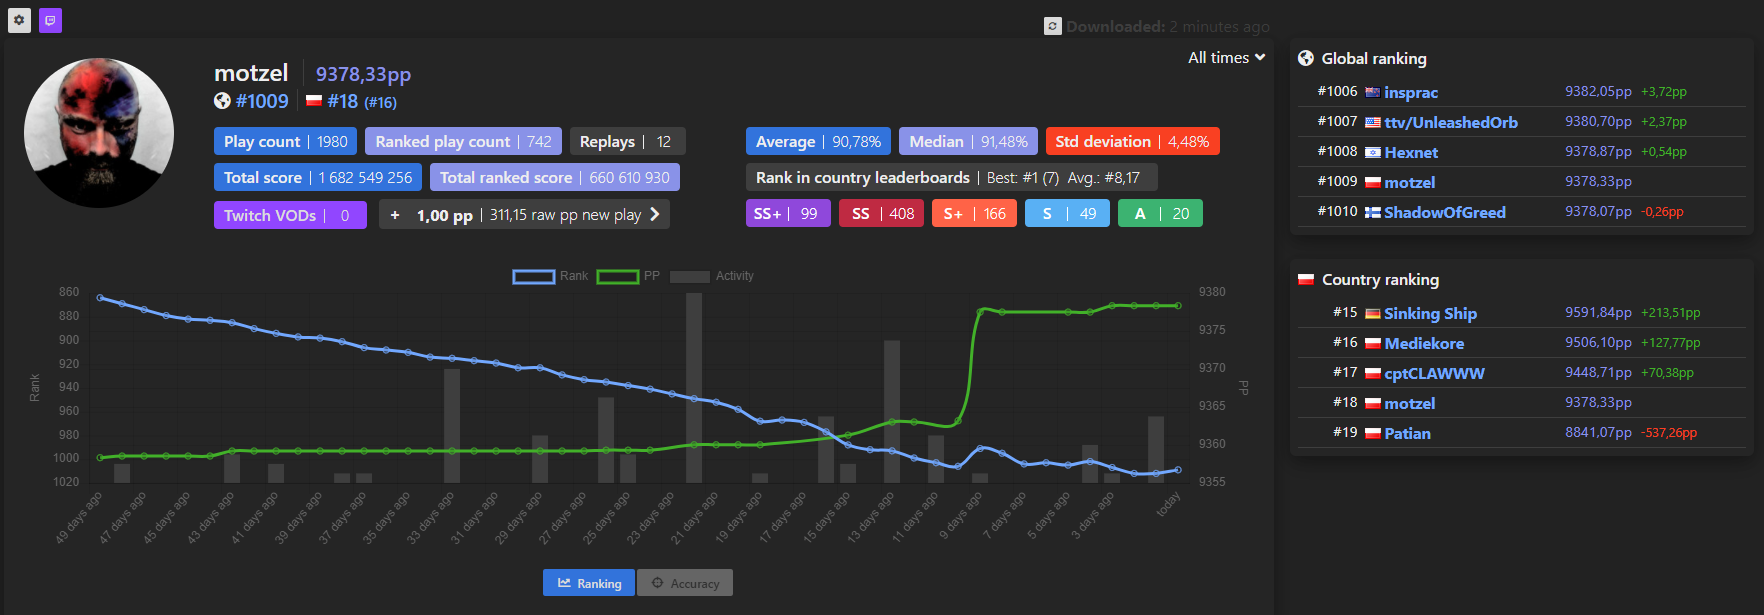 Downloaded: 2 minutes ago
All times
motzel 9378,33pp
#1009 #18 (#16)
Play count | 1980 Ranked play count | 742 Replays | 12
Total score | 1 682 549 256 Total ranked score | 660 610 930
Twitch VODs | 0 + 1,00 pp | 311,15 raw pp new play
Average | 90,78% Median | 91,48% Std deviation | 4,48%
Rank in country leaderboards | Best: #1 (7) Avg.: #8,17
SS+ | 99 SS | 408 S+ | 166 S | 49 A | 20
Rank PP Activity
Rank
860
880
900
920
940
960
980
1000
1020
9380
9375
9370
9365
9360
9355
PP
49 days ago
47 days ago
45 days ago
43 days ago
41 days ago
39 days ago
37 days ago
35 days ago
33 days ago
31 days ago
29 days ago
27 days ago
25 days ago
23 days ago
21 days ago
19 days ago
17 days ago
15 days ago
13 days ago
11 days ago
9 days ago
7 days ago
5 days ago
3 days ago
today
Ranking Accuracy
Global ranking
#1006 insprac 9382,05pp +3,72pp
#1007 ttv/UnleashedOrb 9380,70pp +2,37pp
#1008 Hexnet 9378,87pp +0,54pp
#1009 motzel 9378,33pp
#1010 ShadowOfGreed 9378,07pp -0,26pp
Country ranking
#15 Sinking Ship 9591,84pp +213,51pp
#16 Mediekore 9506,10pp +127,77pp
#17 cptCLAWWW 9448,71pp +70,38pp
#18 motzel 9378,33pp
#19 Patian 8841,07pp -537,26pp